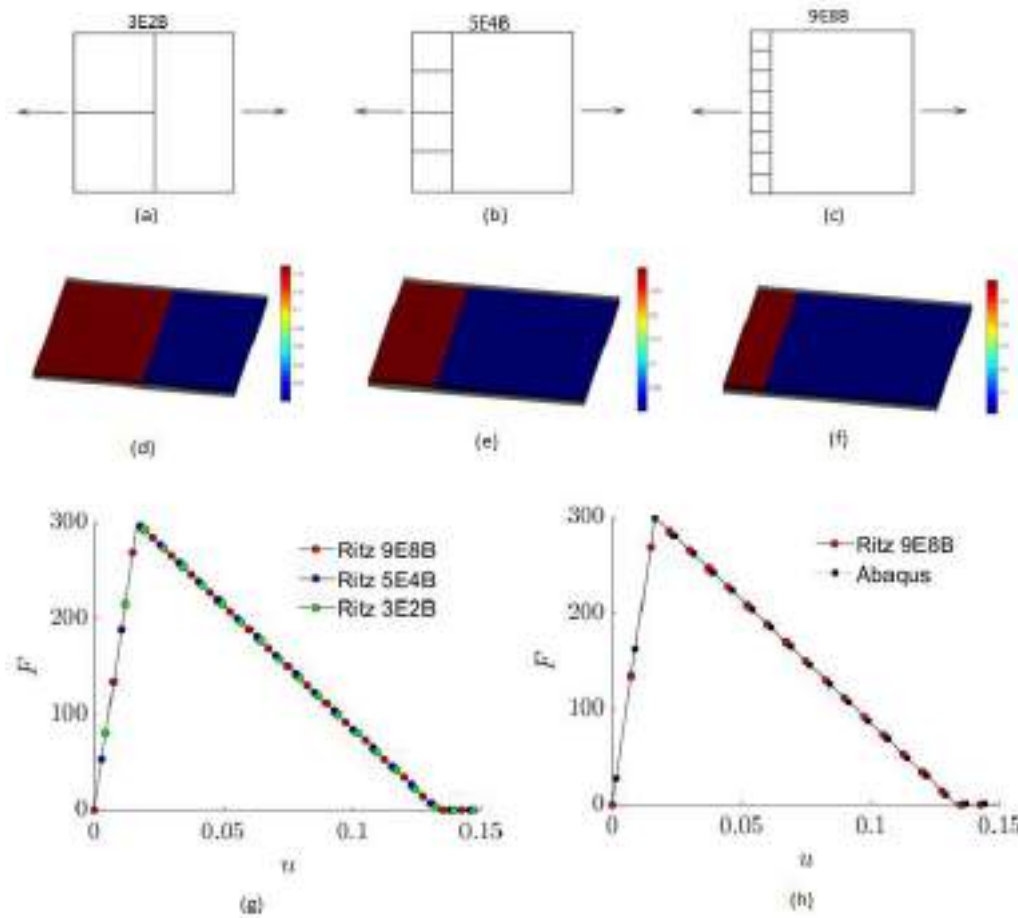 3E2B
5E4B
9E8B
(a)
(b)
(c)
(d)
(e)
(f)
300
200
100
0
F
Ritz 9E8B
Ritz 5E4B
Ritz 3E2B
0 0.05 0.1 0.15
u
(g)
300
200
100
0
F
Ritz 9E8B
Abaqus
0 0.05 0.1 0.15
u
(h)